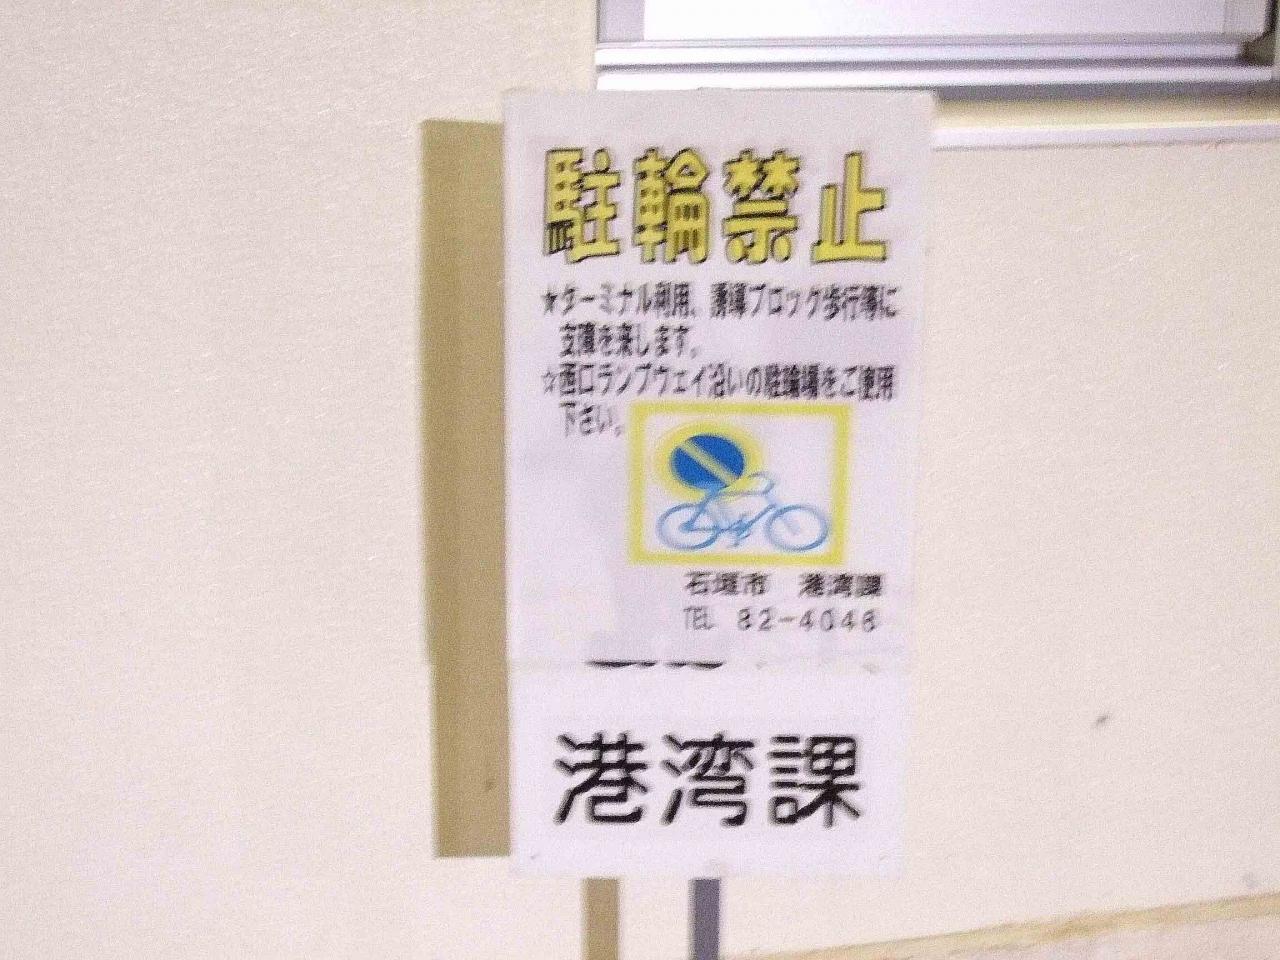 駐輪禁止
★ターミナル利用、誘導ブロック歩行等に
支障を来します。
☆西口ランプウェイ沿いの駐輪場をご使用
下さい。
石垣市 港湾課
TEL 82-4046
港湾課